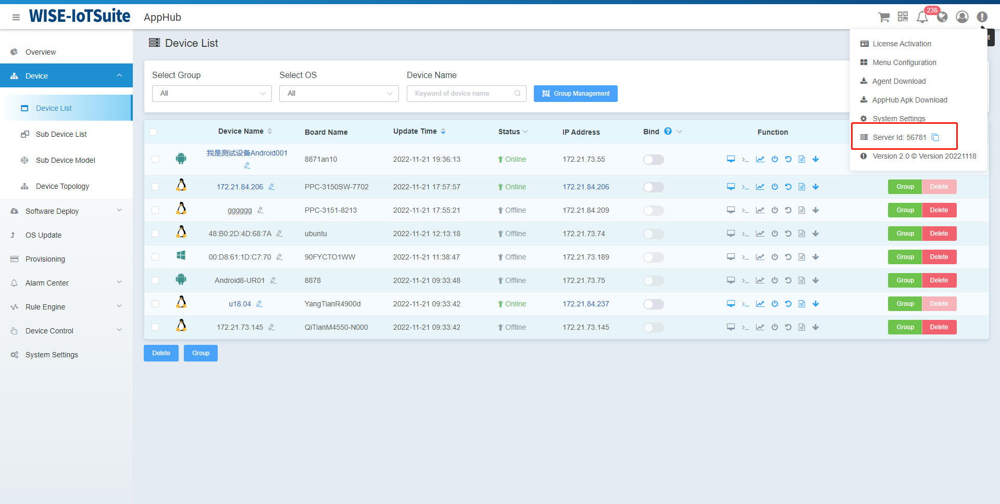 WISE-IoTSuite AppHub 236
License Activation
Menu Configuration
Agent Download
AppHub Apk Download
System Settings
Server Id: 56781
Version 2.0 © Version 20221118
t
Overview
Device
Device List
Sub Device List
Sub Device Model
Device Topology
Software Deploy
OS Update
Provisioning
Alarm Center
Rule Engine
Device Control
System Settings
Device List
Select Group Select OS Device Name
All All Keyword of device name Group Management
Device Name Board Name Update Time Status IP Address Bind ? Function
我是测试设备Android001 8871an10 2022-11-21 19:36:13 Online 172.21.73.55
172.21.84.206 PPC-3150SW-7702 2022-11-21 17:57:57 Online 172.21.84.206 Group Delete
gggggg PPC-3151-8213 2022-11-21 17:55:21 Offline 172.21.84.209 Group Delete
48:B0:2D:4D:68:7A ubuntu 2022-11-21 12:13:18 Offline 172.21.73.74 Group Delete
00:D8:61:1D:C7:70 90FYCTO1WW 2022-11-21 11:38:47 Offline 172.21.73.189 Group Delete
Android8-UR01 8878 2022-11-21 09:33:48 Offline 172.21.73.75 Group Delete
u18.04 YangTianR4900d 2022-11-21 09:33:42 Online 172.21.84.237 Group Delete
172.21.73.145 QiTianM4550-N000 2022-11-21 09:33:42 Offline 172.21.73.145 Group Delete
Delete Group